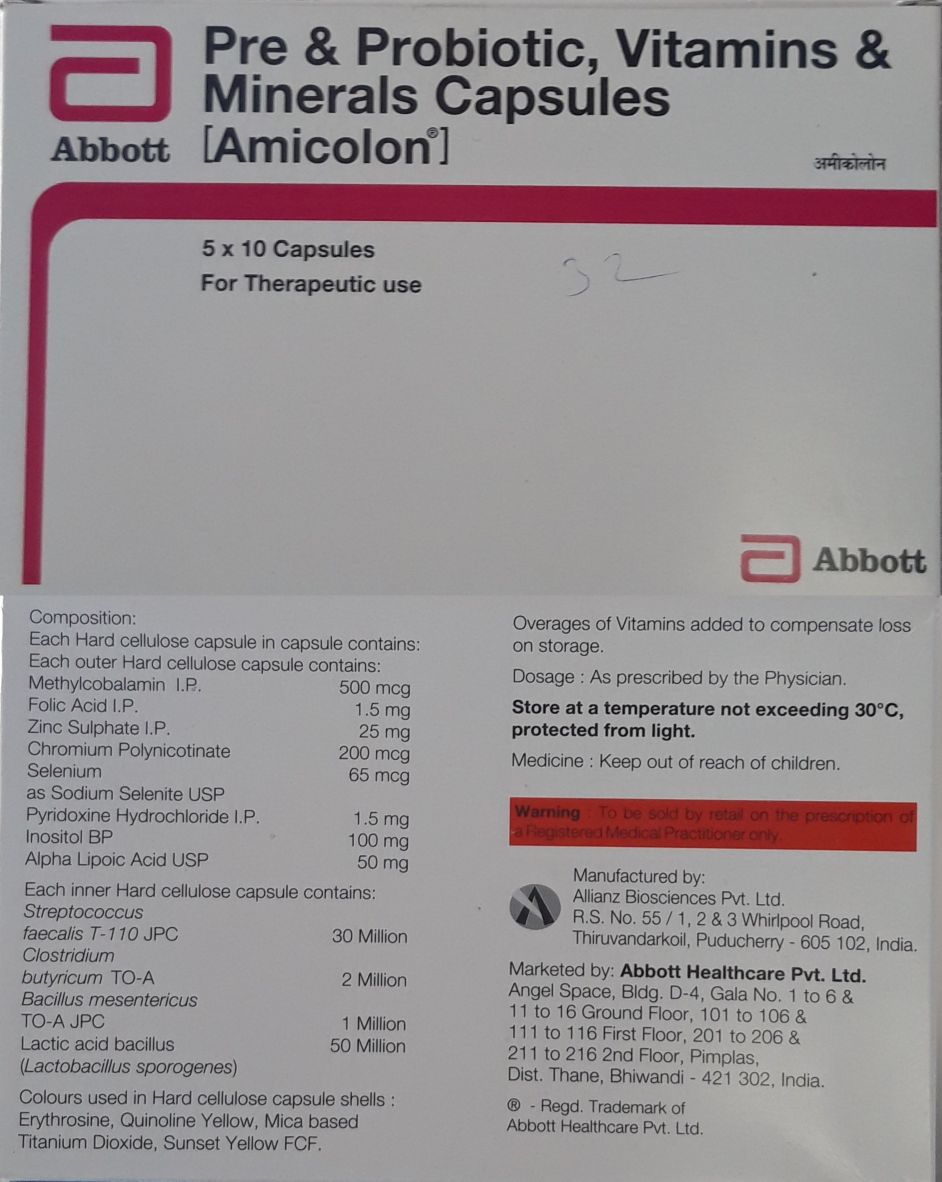 Pre & Probiotic, Vitamins &
Minerals Capsules
[Amicolon®]
Abbott
अमीकोलोन
5 x 10 Capsules
For Therapeutic use
32
Abbott
Composition:
Each Hard cellulose capsule in capsule contains:
Each outer Hard cellulose capsule contains:
Methylcobalamin I.P. 500 mcg
Folic Acid I.P. 1.5 mg
Zinc Sulphate I.P. 25 mg
Chromium Polynicotinate 200 mcg
Selenium 65 mcg
as Sodium Selenite USP
Pyridoxine Hydrochloride I.P. 1.5 mg
Inositol BP 100 mg
Alpha Lipoic Acid USP 50 mg
Each inner Hard cellulose capsule contains:
Streptococcus
faecalis T-110 JPC 30 Million
Clostridium
butyricum TO-A 2 Million
Bacillus mesentericus
TO-A JPC 1 Million
Lactic acid bacillus 50 Million
(Lactobacillus sporogenes)
Colours used in Hard cellulose capsule shells :
Erythrosine, Quinoline Yellow, Mica based
Titanium Dioxide, Sunset Yellow FCF.
Overages of Vitamins added to compensate loss
on storage.
Dosage : As prescribed by the Physician.
Store at a temperature not exceeding 30°C,
protected from light.
Medicine : Keep out of reach of children.
Warning : To be sold by retail on the prescription of
a Registered Medical Practitioner only.
Manufactured by:
Allianz Biosciences Pvt. Ltd.
R.S. No. 55 / 1, 2 & 3 Whirlpool Road,
Thiruvandarkoil, Puducherry - 605 102, India.
Marketed by: Abbott Healthcare Pvt. Ltd.
Angel Space, Bldg. D-4, Gala No. 1 to 6 &
11 to 16 Ground Floor, 101 to 106 &
111 to 116 First Floor, 201 to 206 &
211 to 216 2nd Floor, Pimplas,
Dist. Thane, Bhiwandi - 421 302, India.
® - Regd. Trademark of
Abbott Healthcare Pvt. Ltd.